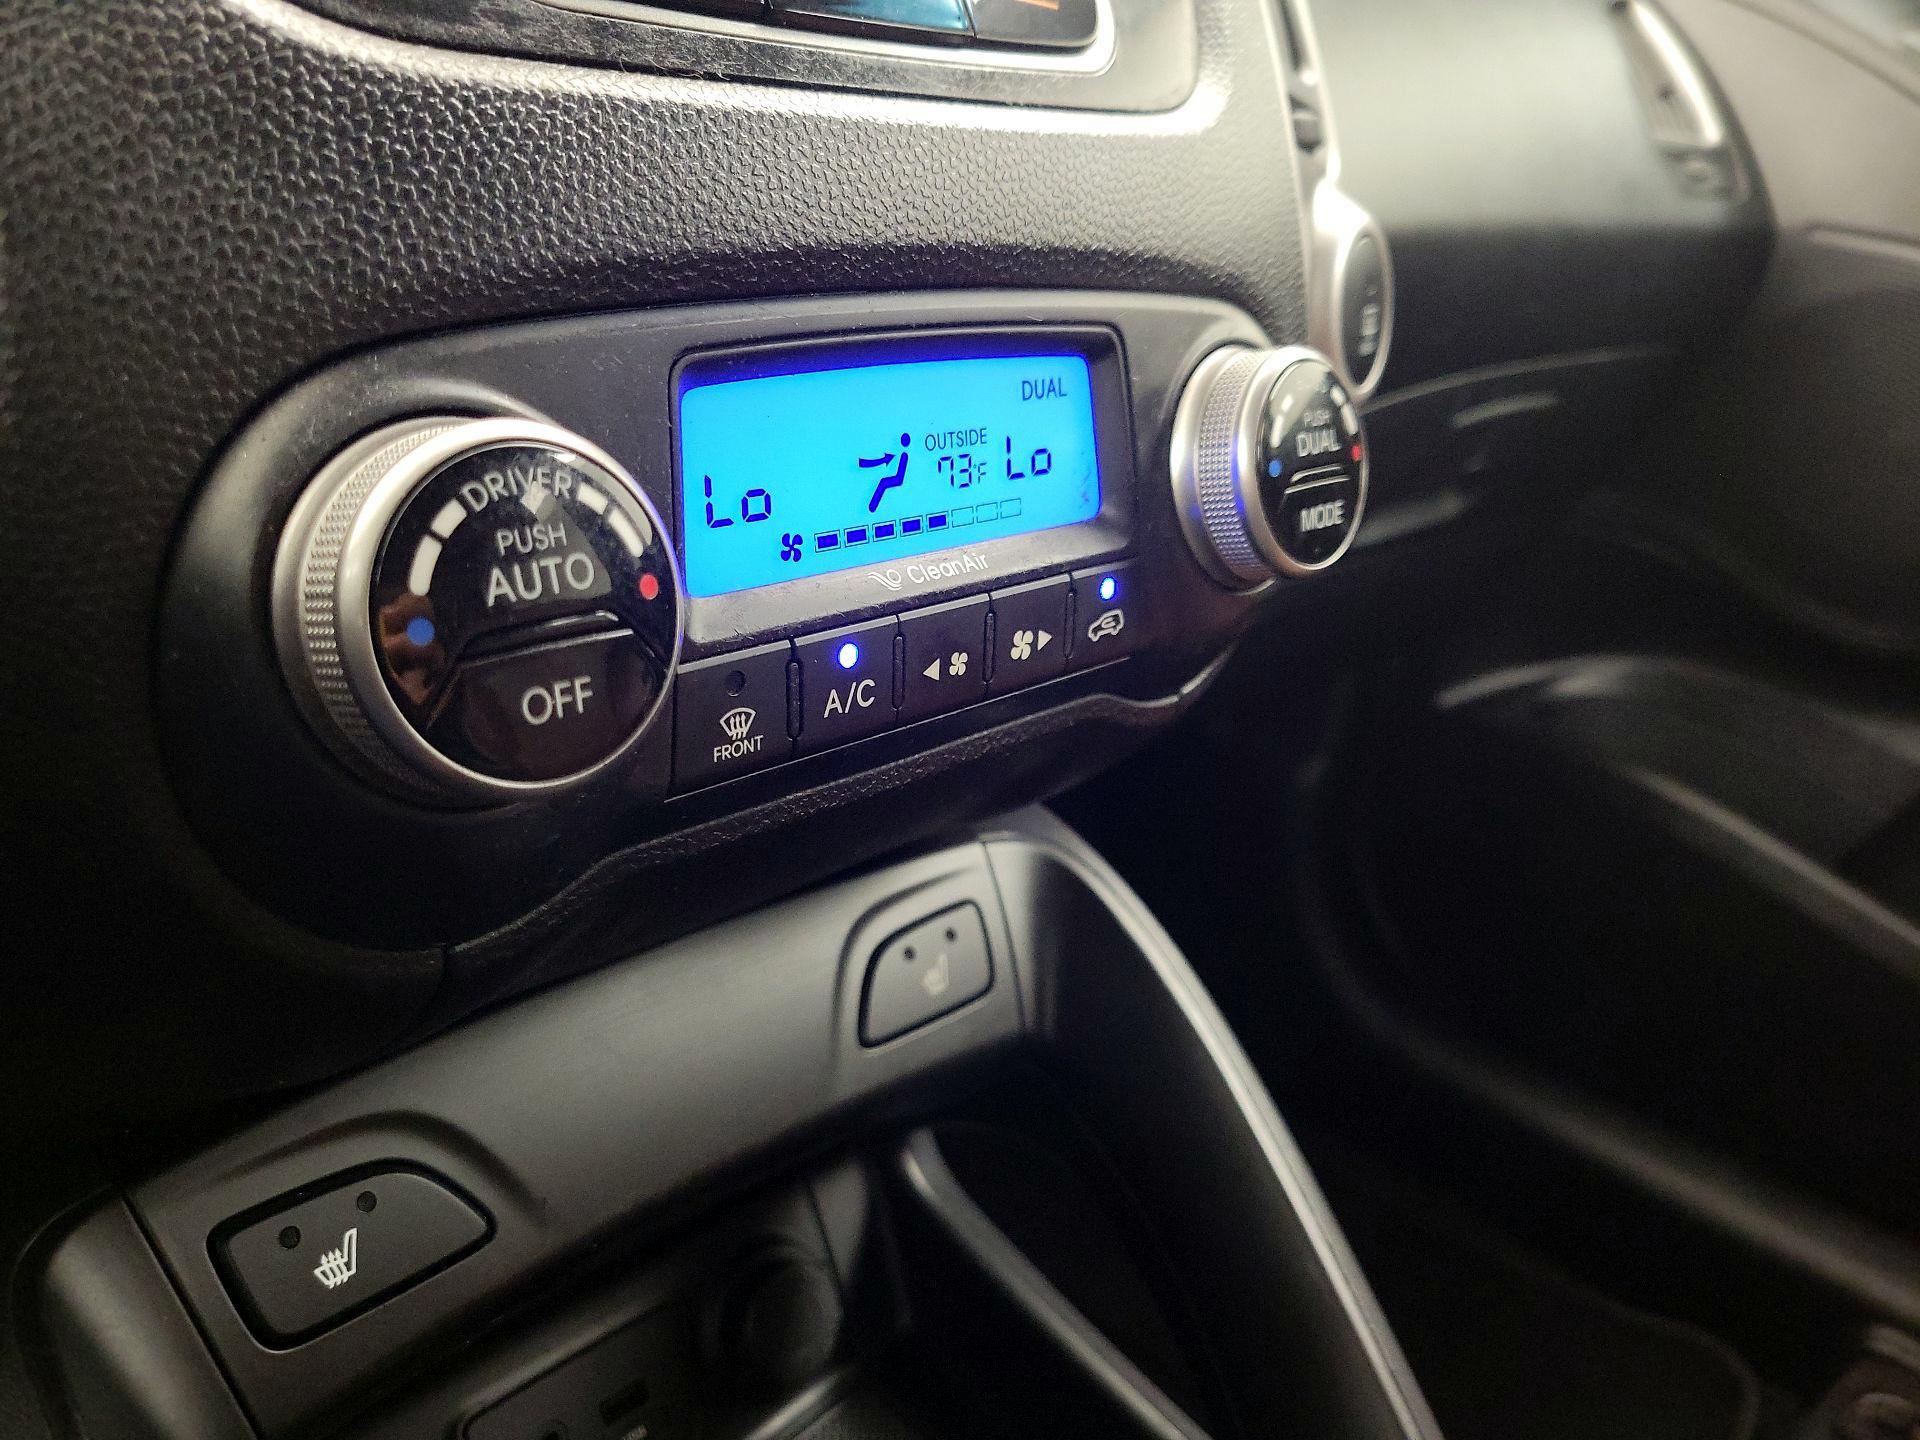 DUAL
OUTSIDE
Lo 73°F Lo
CleanAir
DRIVER
PUSH
AUTO
OFF
FRONT
A/C
PUSH
DUAL
MODE